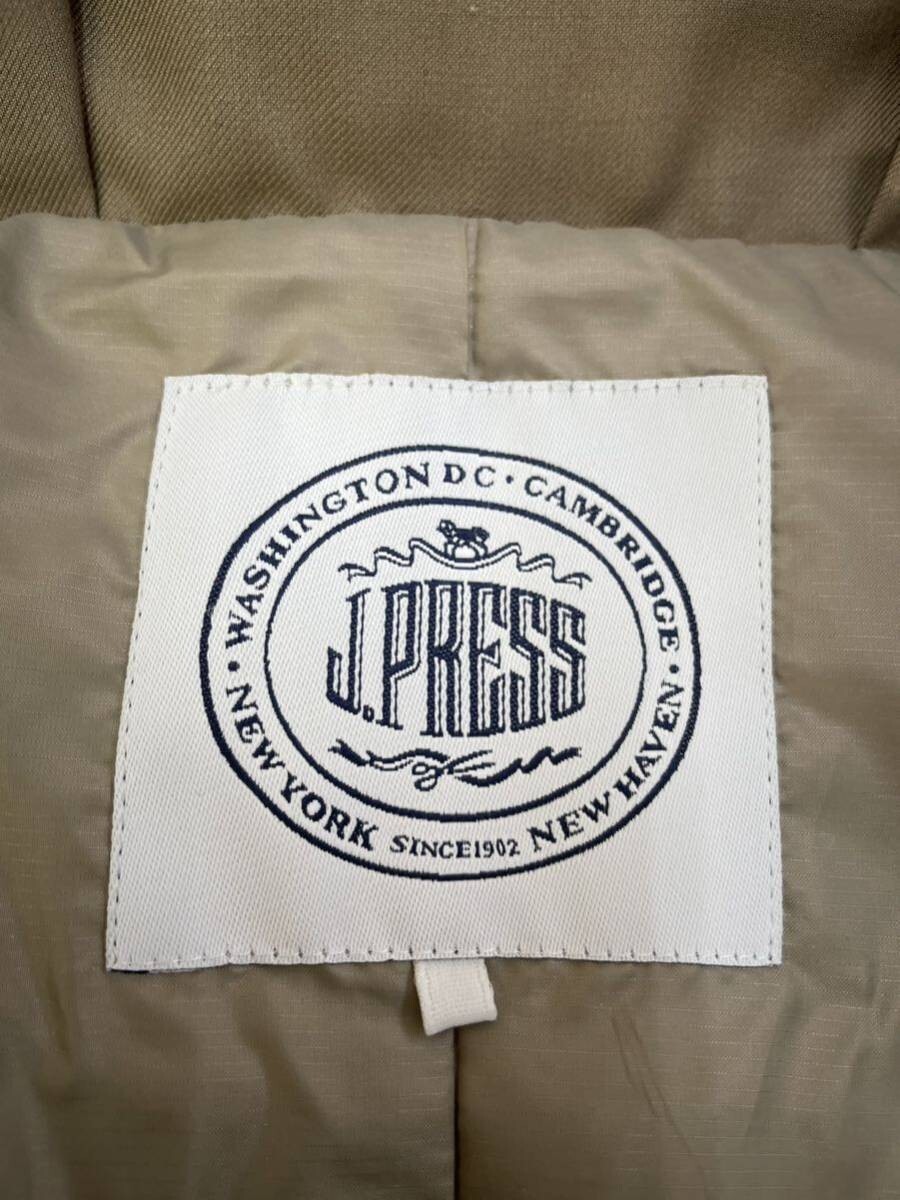 WASHINGTON DC · CAMBRIDGE ·
J.PRESS
· NEW YORK SINCE1902 NEW HAVEN ·